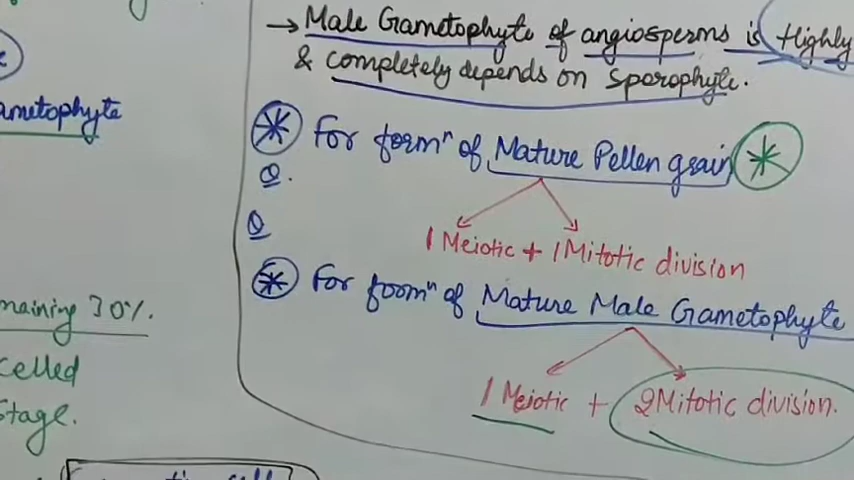 → Male Gametophyte of angiosperms is Highly
& completely depends on Sporophyte.
ametophyte
For formⁿ of Mature Pollen grain
Q.
1 Meiotic + 1 Mitotic division
Q
For formⁿ of Mature Male Gametophyte
maining 30%.
celled
Stage.
1 Meiotic + 2 Mitotic division.